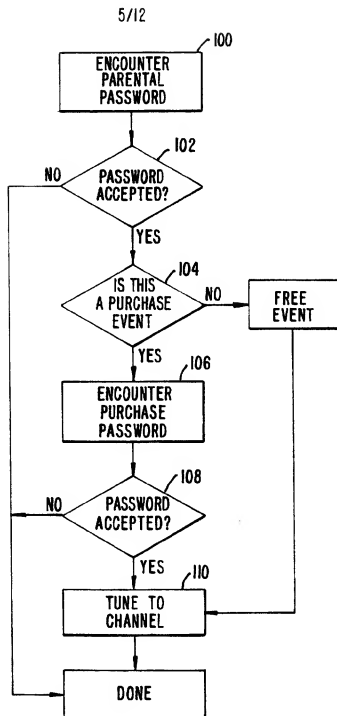 5/12
100
ENCOUNTER
PARENTAL
PASSWORD
102
NO
PASSWORD
ACCEPTED?
YES
104
IS THIS
A PURCHASE
EVENT
NO
FREE
EVENT
YES
106
ENCOUNTER
PURCHASE
PASSWORD
108
NO
PASSWORD
ACCEPTED?
YES
110
TUNE TO
CHANNEL
DONE